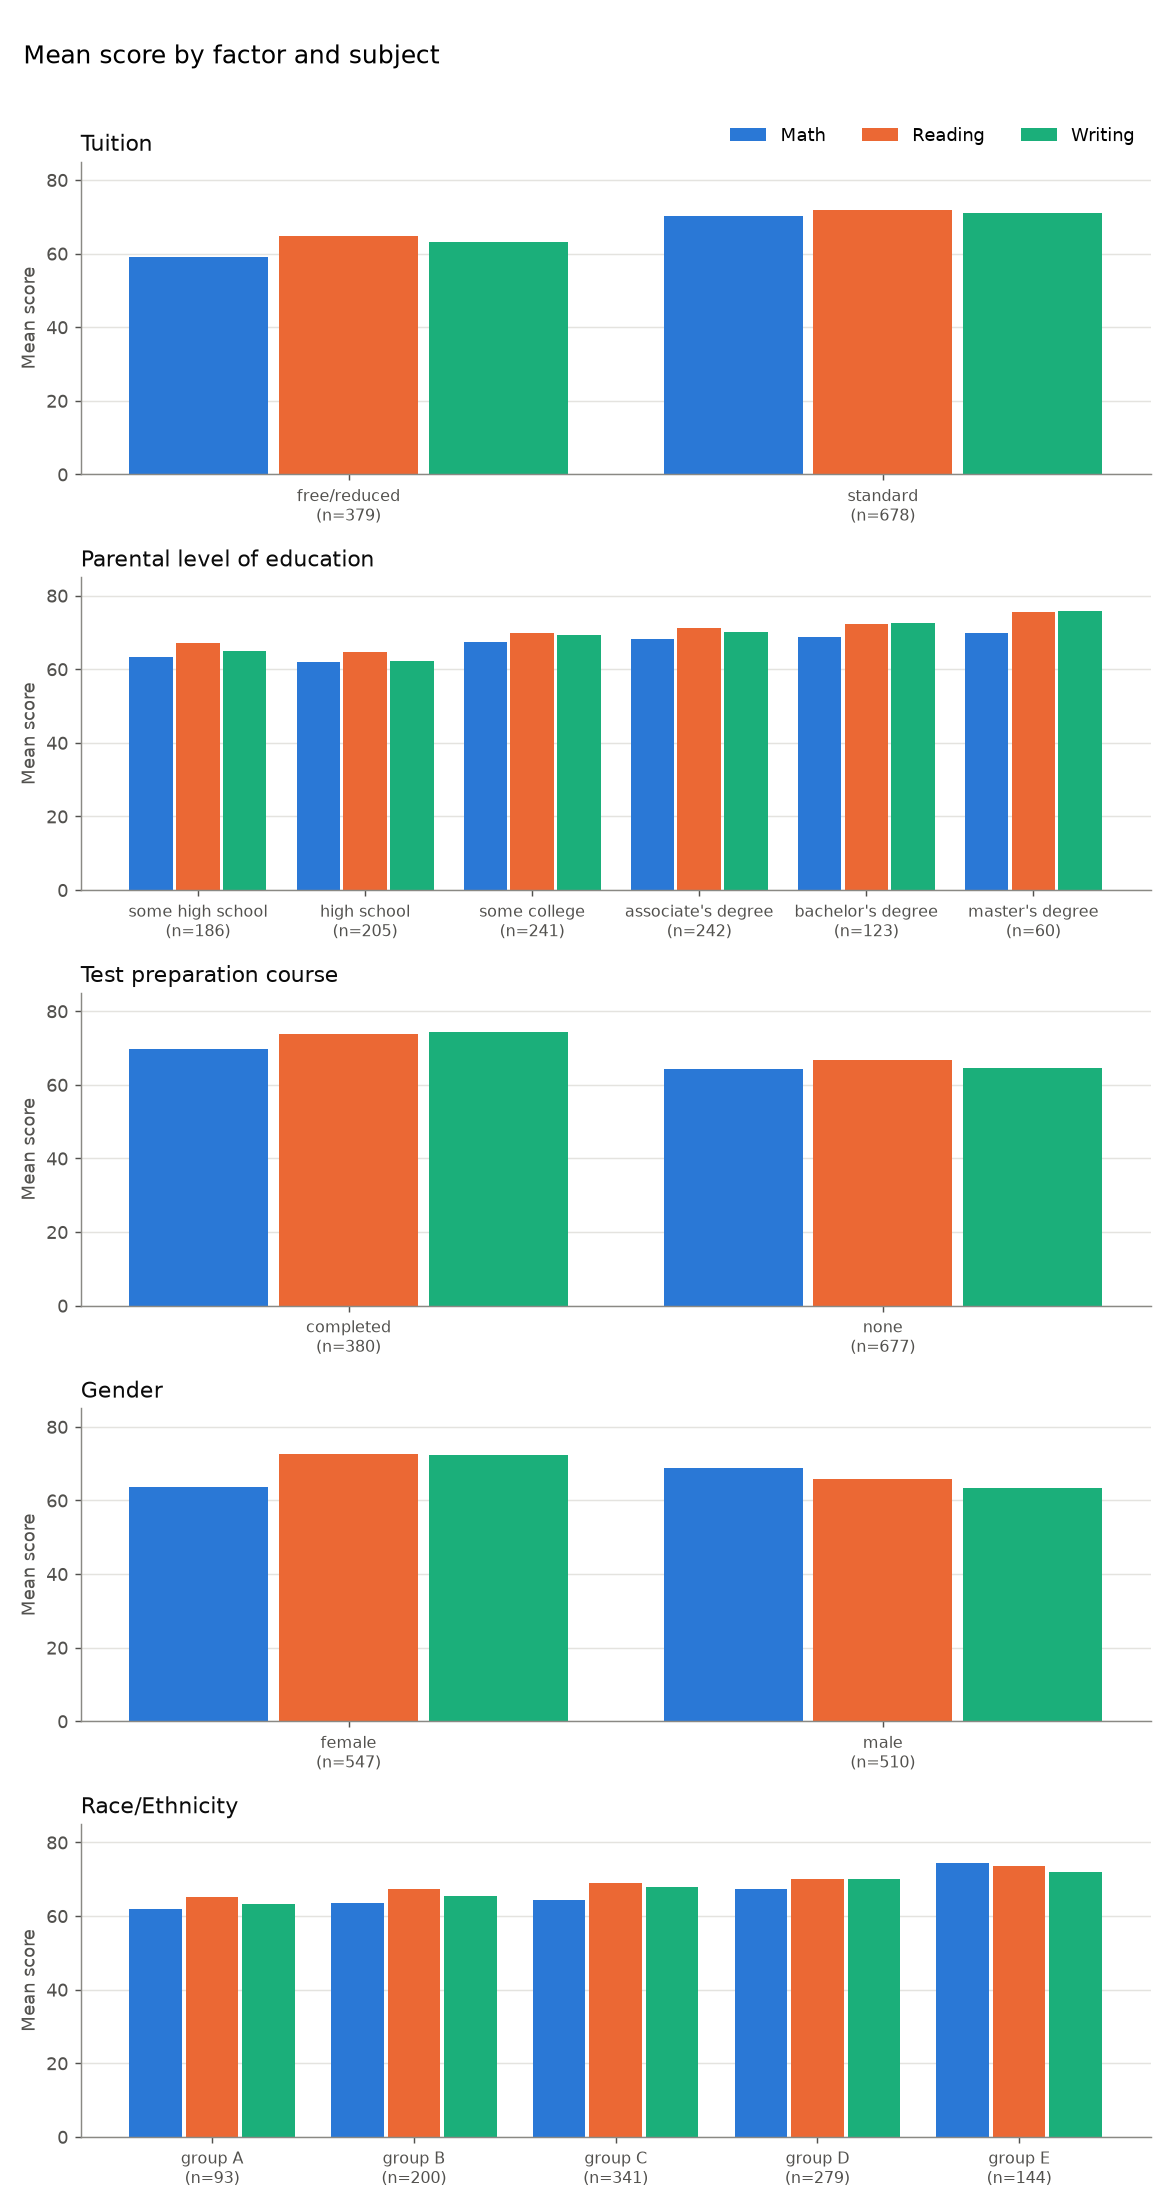 Mean score by factor and subject
Tuition
Math Reading Writing
Mean score
80
60
40
20
0
free/reduced standard
(n=379) (n=678)
Parental level of education
Mean score
80
60
40
20
0
some high school high school some college associate's degree bachelor's degree master's degree
(n=186) (n=205) (n=241) (n=242) (n=123) (n=60)
Test preparation course
Mean score
80
60
40
20
0
completed none
(n=380) (n=677)
Gender
Mean score
80
60
40
20
0
female male
(n=547) (n=510)
Race/Ethnicity
Mean score
80
60
40
20
0
group A group B group C group D group E
(n=93) (n=200) (n=341) (n=279) (n=144)